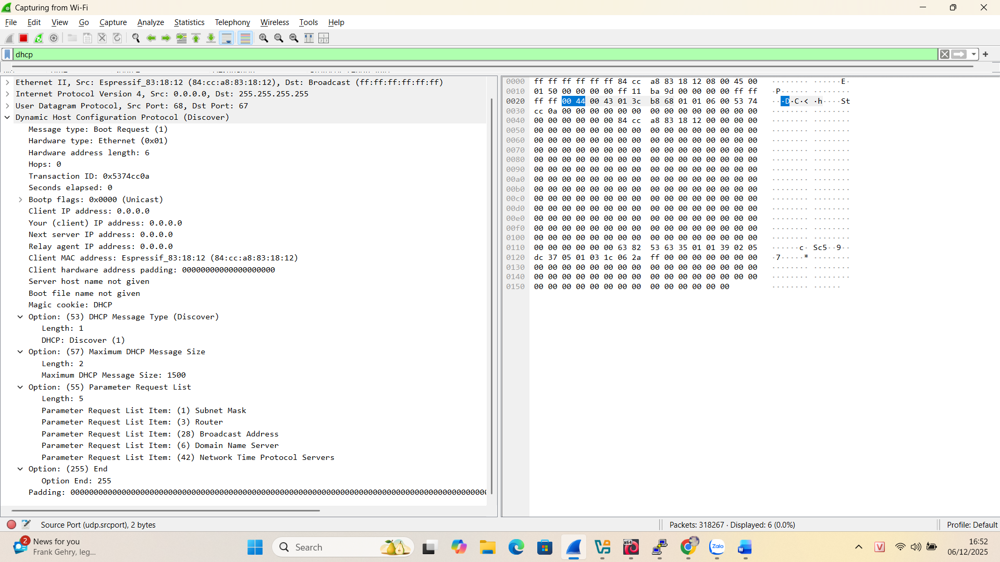 Capturing from Wi-Fi
File Edit View Go Capture Analyze Statistics Telephony Wireless Tools Help
dhcp
Ethernet II, Src: Espressif_83:18:12 (84:cc:a8:83:18:12), Dst: Broadcast (ff:ff:ff:ff:ff:ff)
Internet Protocol Version 4, Src: 0.0.0.0, Dst: 255.255.255.255
User Datagram Protocol, Src Port: 68, Dst Port: 67
Dynamic Host Configuration Protocol (Discover)
Message type: Boot Request (1)
Hardware type: Ethernet (0x01)
Hardware address length: 6
Hops: 0
Transaction ID: 0x5374cc0a
Seconds elapsed: 0
Bootp flags: 0x0000 (Unicast)
Client IP address: 0.0.0.0
Your (client) IP address: 0.0.0.0
Next server IP address: 0.0.0.0
Relay agent IP address: 0.0.0.0
Client MAC address: Espressif_83:18:12 (84:cc:a8:83:18:12)
Client hardware address padding: 00000000000000000000
Server host name not given
Boot file name not given
Magic cookie: DHCP
Option: (53) DHCP Message Type (Discover)
Length: 1
DHCP: Discover (1)
Option: (57) Maximum DHCP Message Size
Length: 2
Maximum DHCP Message Size: 1500
Option: (55) Parameter Request List
Length: 5
Parameter Request List Item: (1) Subnet Mask
Parameter Request List Item: (3) Router
Parameter Request List Item: (28) Broadcast Address
Parameter Request List Item: (6) Domain Name Server
Parameter Request List Item: (42) Network Time Protocol Servers
Option: (255) End
Option End: 255
Padding:
0000 ff ff ff ff ff ff 84 cc a8 83 18 12 08 00 45 00 ········ ······E·
0010 01 50 00 00 00 00 ff 11 ba 9d 00 00 00 00 ff ff ·P······ ········
0020 ff ff 00 44 00 43 01 3c b8 68 01 01 06 00 53 74 ···D·C·< ·h····St
0030 cc 0a 00 00 00 00 00 00 00 00 00 00 00 00 00 00 ········ ········
0040 00 00 00 00 00 00 84 cc a8 83 18 12 00 00 00 00 ········ ········
0050 00 00 00 00 00 00 00 00 00 00 00 00 00 00 00 00 ········ ········
0060 00 00 00 00 00 00 00 00 00 00 00 00 00 00 00 00 ········ ········
0070 00 00 00 00 00 00 00 00 00 00 00 00 00 00 00 00 ········ ········
0080 00 00 00 00 00 00 00 00 00 00 00 00 00 00 00 00 ········ ········
0090 00 00 00 00 00 00 00 00 00 00 00 00 00 00 00 00 ········ ········
00a0 00 00 00 00 00 00 00 00 00 00 00 00 00 00 00 00 ········ ········
00b0 00 00 00 00 00 00 00 00 00 00 00 00 00 00 00 00 ········ ········
00c0 00 00 00 00 00 00 00 00 00 00 00 00 00 00 00 00 ········ ········
00d0 00 00 00 00 00 00 00 00 00 00 00 00 00 00 00 00 ········ ········
00e0 00 00 00 00 00 00 00 00 00 00 00 00 00 00 00 00 ········ ········
00f0 00 00 00 00 00 00 00 00 00 00 00 00 00 00 00 00 ········ ········
0100 00 00 00 00 00 00 00 00 00 00 00 00 00 00 00 00 ········ ········
0110 00 00 00 00 00 00 63 82 53 63 35 01 01 39 02 05 ······c· Sc5··9··
0120 dc 37 05 01 03 1c 06 2a ff 00 00 00 00 00 00 00 ·7·····* ········
0130 00 00 00 00 00 00 00 00 00 00 00 00 00 00 00 00 ········ ········
0140 00 00 00 00 00 00 00 00 00 00 00 00 00 00 00 00 ········ ········
0150 00 00 00 00 00 00 00 00 00 00 00 00 00 00 ········ ······
Source Port (udp.srcport), 2 bytes
Packets: 318267 · Displayed: 6 (0.0%)
Profile: Default
2
News for you
Frank Gehry, leg...
Search
x64
Zalo
W
V
16:52
06/12/2025